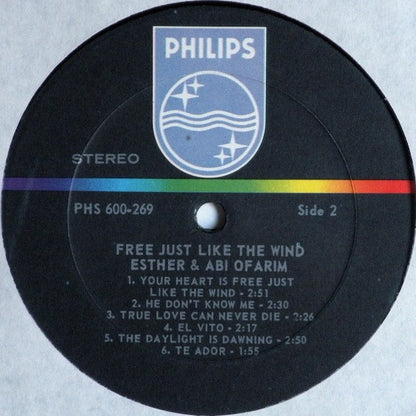 PHILIPS
STEREO
PHS 600-269
Side 2
FREE JUST LIKE THE WIND
ESTHER & ABI OFARIM
1. YOUR HEART IS FREE JUST
LIKE THE WIND - 2:51
2. HE DON'T KNOW ME - 2:30
3. TRUE LOVE CAN NEVER DIE - 2:26
4. EL VITO - 2:17
5. THE DAYLIGHT IS DAWNING - 2:50
6. TE ADOR - 1:55